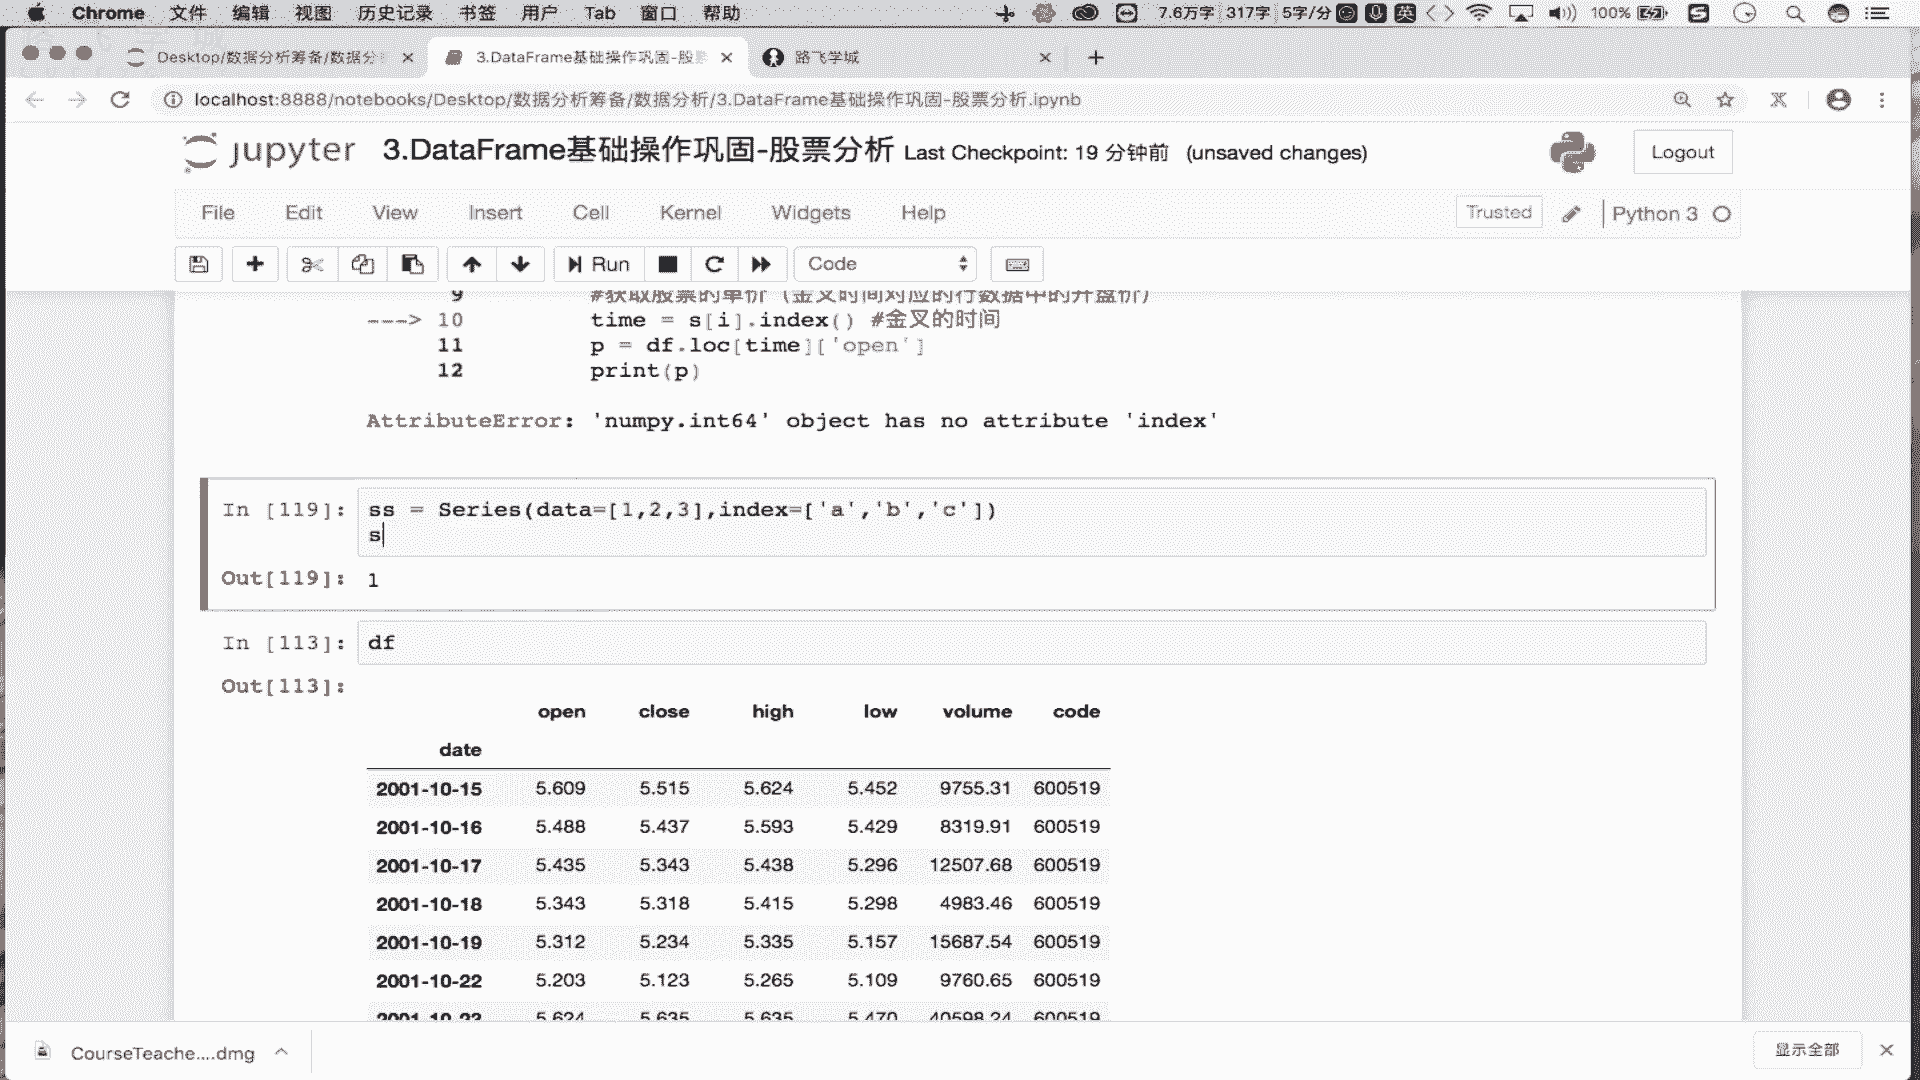 Chrome 文件 编辑 视图 历史记录 书签 用户 Tab 窗口 帮助 7.6万字 317字 5字/分 英 100%
Desktop/数据分析筹备/数据分 3.DataFrame基础操作巩固-股 路飞学城
localhost:8888/notebooks/Desktop/数据分析筹备/数据分析/3.DataFrame基础操作巩固-股票分析.ipynb
jupyter 3.DataFrame基础操作巩固-股票分析 Last Checkpoint: 19 分钟前 (unsaved changes) Logout
File Edit View Insert Cell Kernel Widgets Help Trusted Python 3
Run Code
9 #获取股票的单价（金叉时间对应的行数据中的开盘价）
---> 10 time = s[i].index() #金叉的时间
11 p = df.loc[time]['open']
12 print(p)
AttributeError: 'numpy.int64' object has no attribute 'index'
In [119]: ss = Series(data=[1,2,3],index=['a','b','c'])
s
Out[119]: 1
In [113]: df
Out[113]:
open close high low volume code
date
2001-10-15 5.609 5.515 5.624 5.452 9755.31 600519
2001-10-16 5.488 5.437 5.593 5.429 8319.91 600519
2001-10-17 5.435 5.343 5.438 5.296 12507.68 600519
2001-10-18 5.343 5.318 5.415 5.298 4983.46 600519
2001-10-19 5.312 5.234 5.335 5.157 15687.54 600519
2001-10-22 5.203 5.123 5.265 5.109 9760.65 600519
2001-10-23 5.624 5.635 5.635 5.470 40598.24 600519
CourseTeache....dmg 显示全部